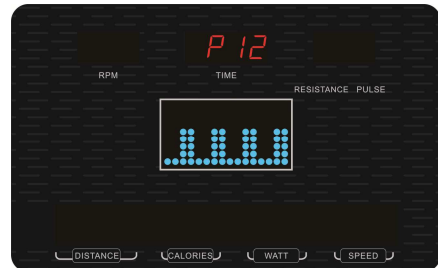 P 12
RPM
TIME
RESISTANCE PULSE
DISTANCE
CALORIES
WATT
SPEED